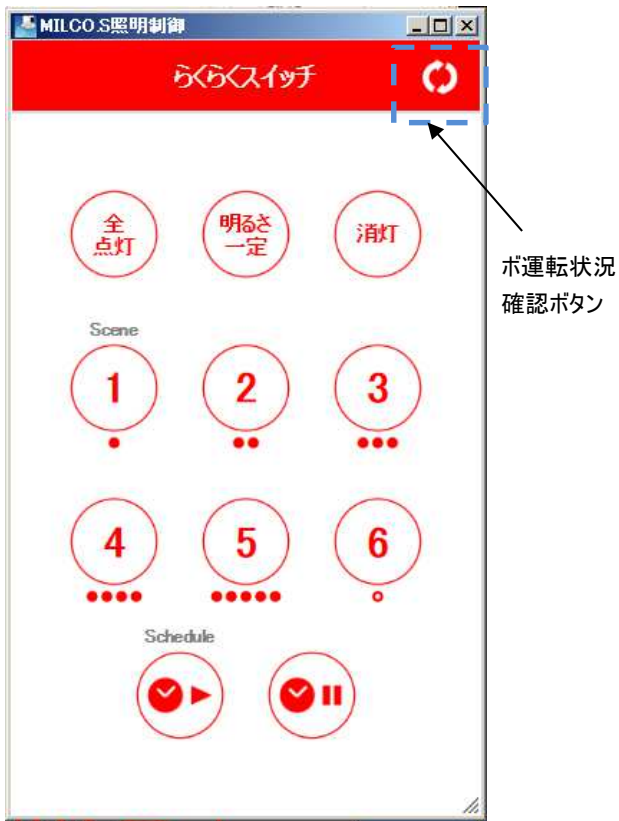 MILCO.S照明制御
らくらくスイッチ
全
点灯
明るさ
一定
消灯
ボ運転状況
確認ボタン
Scene
1
2
3
4
5
6
Schedule